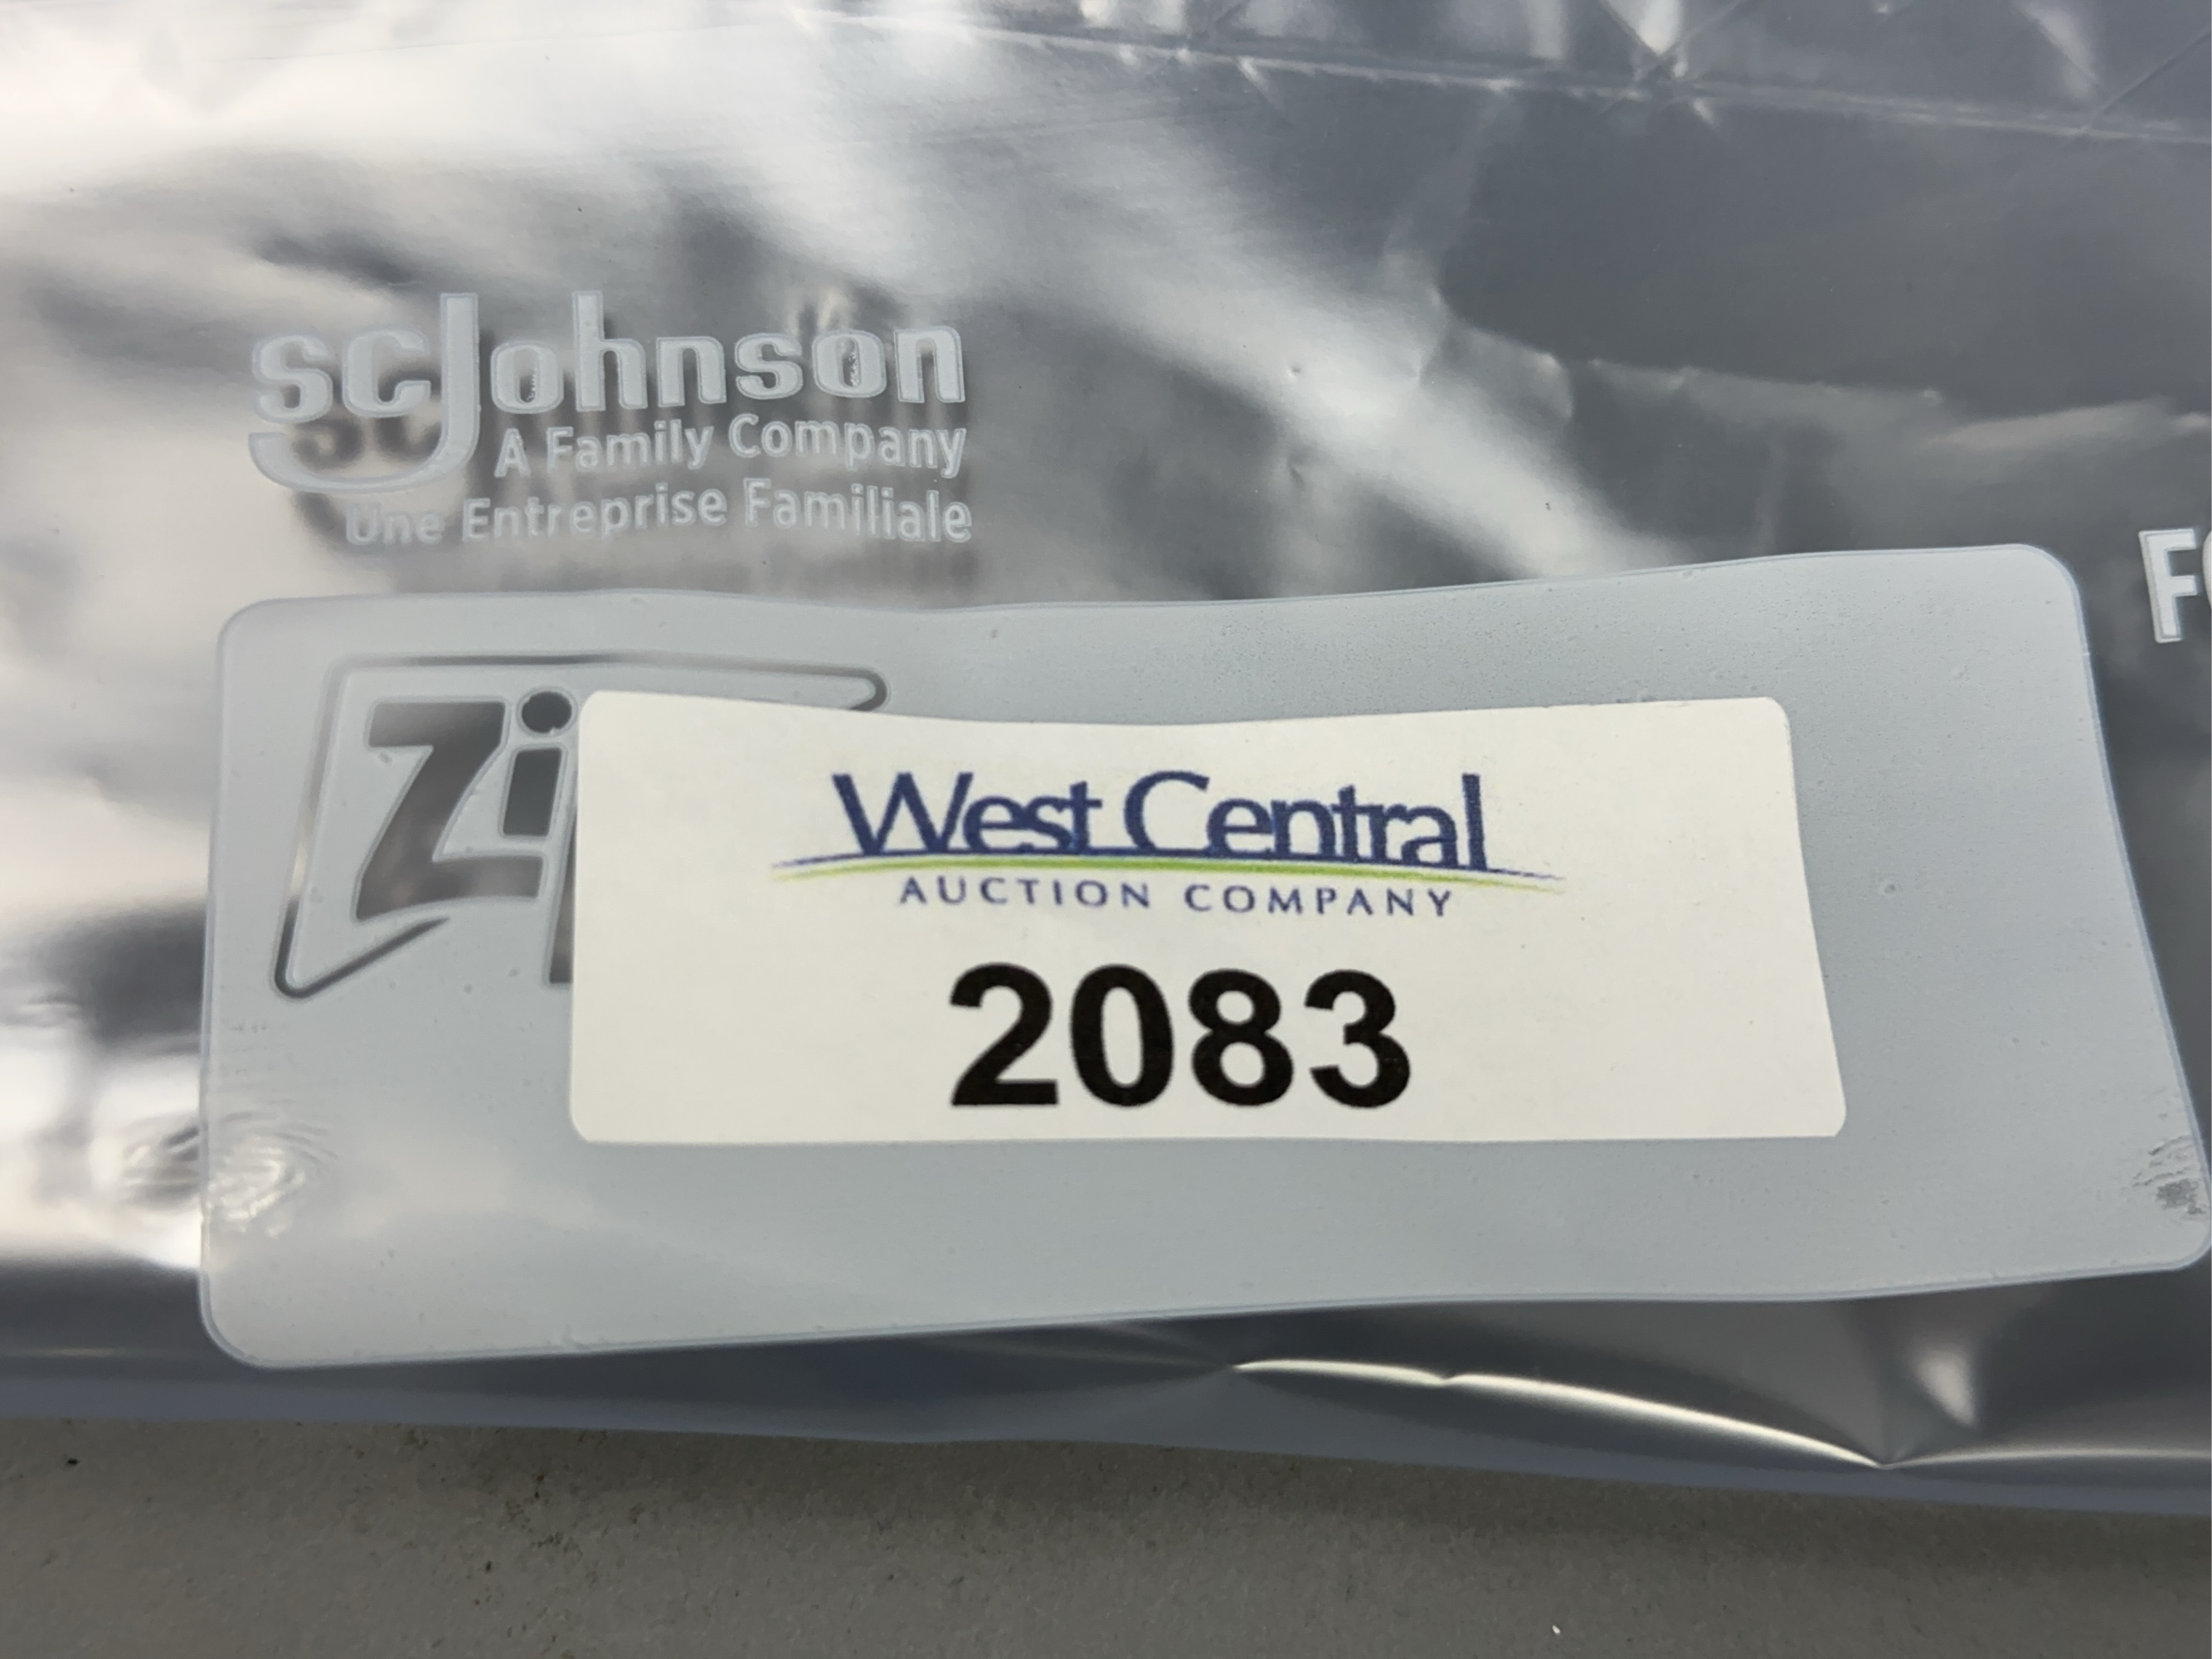 scJohnson
A Family Company
Une Entreprise Familiale
West Central
AUCTION COMPANY
2083